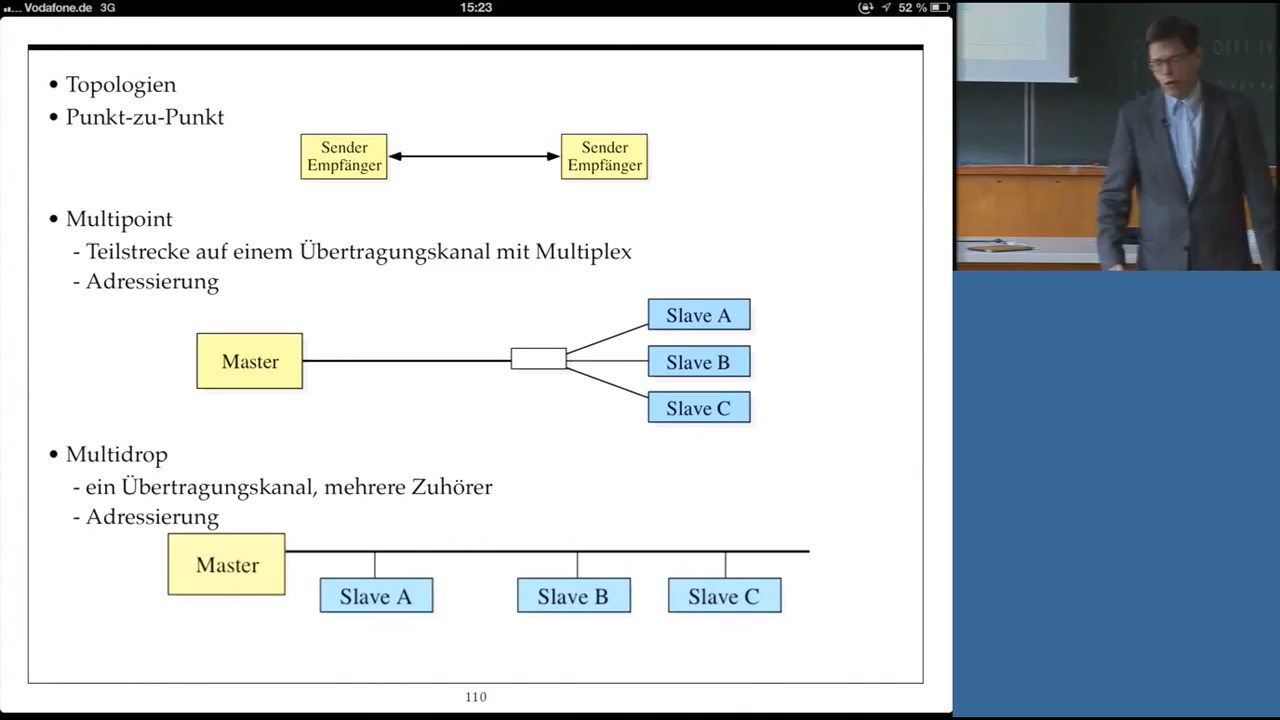 Vodafone.de 3G 15:23 52 %
• Topologien
• Punkt-zu-Punkt
Sender
Empfänger
Sender
Empfänger
• Multipoint
- Teilstrecke auf einem Übertragungskanal mit Multiplex
- Adressierung
Master
Slave A
Slave B
Slave C
• Multidrop
- ein Übertragungskanal, mehrere Zuhörer
- Adressierung
Master
Slave A
Slave B
Slave C
110